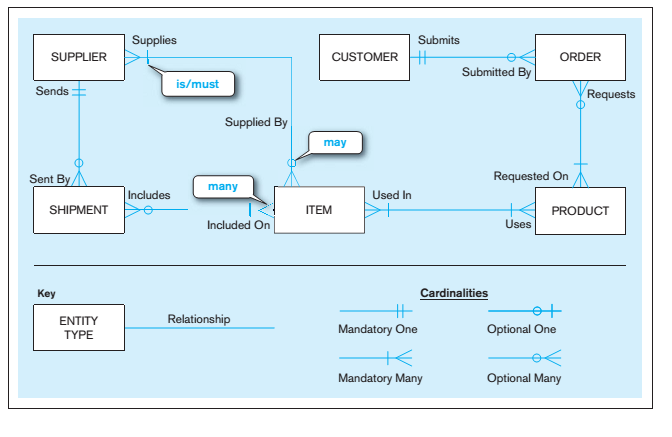 SUPPLIER
Supplies
CUSTOMER
Submits
ORDER
is/must
Submitted By
Sends
Requests
Supplied By
may
Sent By
many
Requested On
SHIPMENT
Includes
Included On
ITEM
Used In
Uses
PRODUCT
Key
Cardinalities
ENTITY
TYPE
Relationship
Mandatory One
Optional One
Mandatory Many
Optional Many